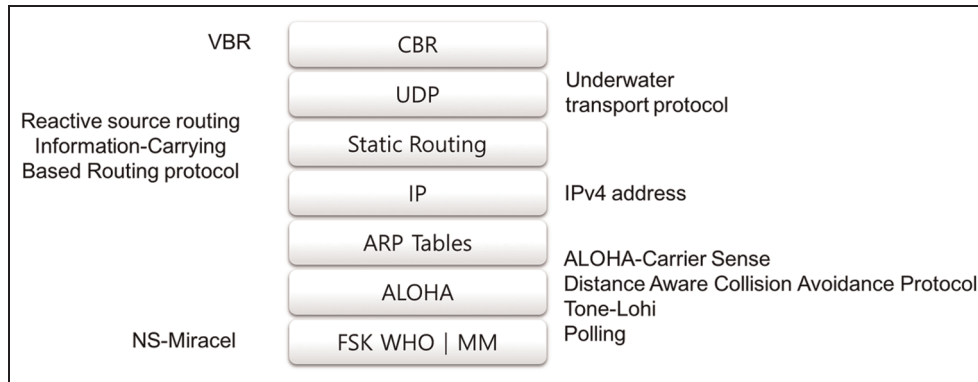 VBR
CBR
UDP
Underwater
transport protocol
Reactive source routing
Information-Carrying
Based Routing protocol
Static Routing
IP
IPv4 address
ARP Tables
ALOHA
ALOHA-Carrier Sense
Distance Aware Collision Avoidance Protocol
Tone-Lohi
Polling
NS-Miracel
FSK WHO | MM